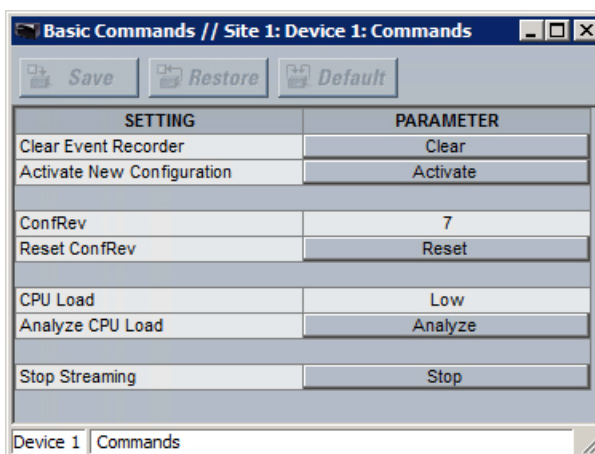 Basic Commands // Site 1: Device 1: Commands
Save Restore Default
SETTING PARAMETER
Clear Event Recorder Clear
Activate New Configuration Activate
ConfRev 7
Reset ConfRev Reset
CPU Load Low
Analyze CPU Load Analyze
Stop Streaming Stop
Device 1 Commands